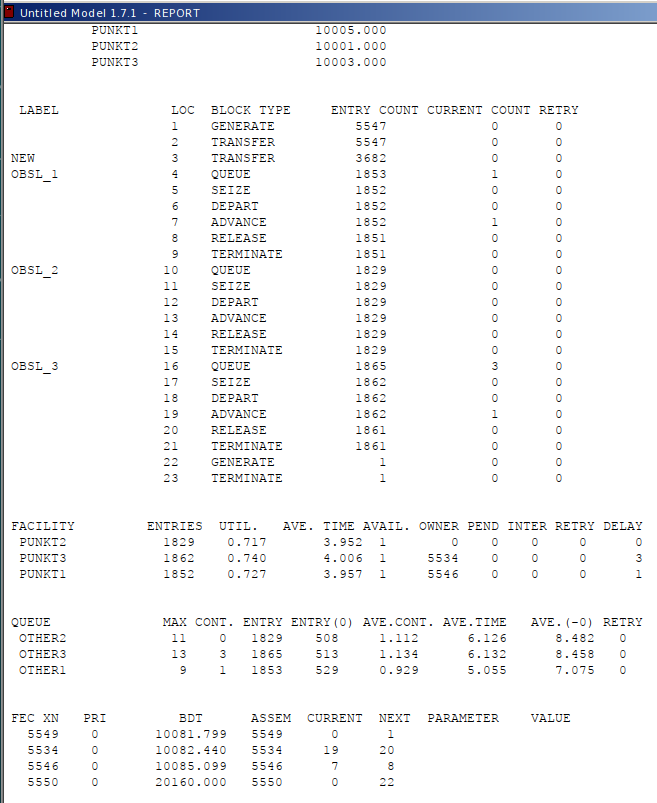 Untitled Model 1.7.1 - REPORT
PUNKT1 10005.000
PUNKT2 10001.000
PUNKT3 10003.000
LABEL LOC BLOCK TYPE ENTRY COUNT CURRENT COUNT RETRY
1 GENERATE 5547 0 0
2 TRANSFER 5547 0 0
NEW 3 TRANSFER 3682 0 0
OBSL_1 4 QUEUE 1853 1 0
5 SEIZE 1852 0 0
6 DEPART 1852 0 0
7 ADVANCE 1852 1 0
8 RELEASE 1851 0 0
9 TERMINATE 1851 0 0
OBSL_2 10 QUEUE 1829 0 0
11 SEIZE 1829 0 0
12 DEPART 1829 0 0
13 ADVANCE 1829 0 0
14 RELEASE 1829 0 0
15 TERMINATE 1829 0 0
OBSL_3 16 QUEUE 1865 3 0
17 SEIZE 1862 0 0
18 DEPART 1862 0 0
19 ADVANCE 1862 1 0
20 RELEASE 1861 0 0
21 TERMINATE 1861 0 0
22 GENERATE 1 0 0
23 TERMINATE 1 0 0
FACILITY ENTRIES UTIL. AVE. TIME AVAIL. OWNER PEND INTER RETRY DELAY
PUNKT2 1829 0.717 3.952 1 0 0 0 0 0
PUNKT3 1862 0.740 4.006 1 5534 0 0 0 3
PUNKT1 1852 0.727 3.957 1 5546 0 0 0 1
QUEUE MAX CONT. ENTRY ENTRY(0) AVE.CONT. AVE.TIME AVE.(-0) RETRY
OTHER2 11 0 1829 508 1.112 6.126 8.482 0
OTHER3 13 3 1865 513 1.134 6.132 8.458 0
OTHER1 9 1 1853 529 0.929 5.055 7.075 0
FEC XN PRI BDT ASSEM CURRENT NEXT PARAMETER VALUE
5549 0 10081.799 5549 0 1
5534 0 10082.440 5534 19 20
5546 0 10085.099 5546 7 8
5550 0 20160.000 5550 0 22